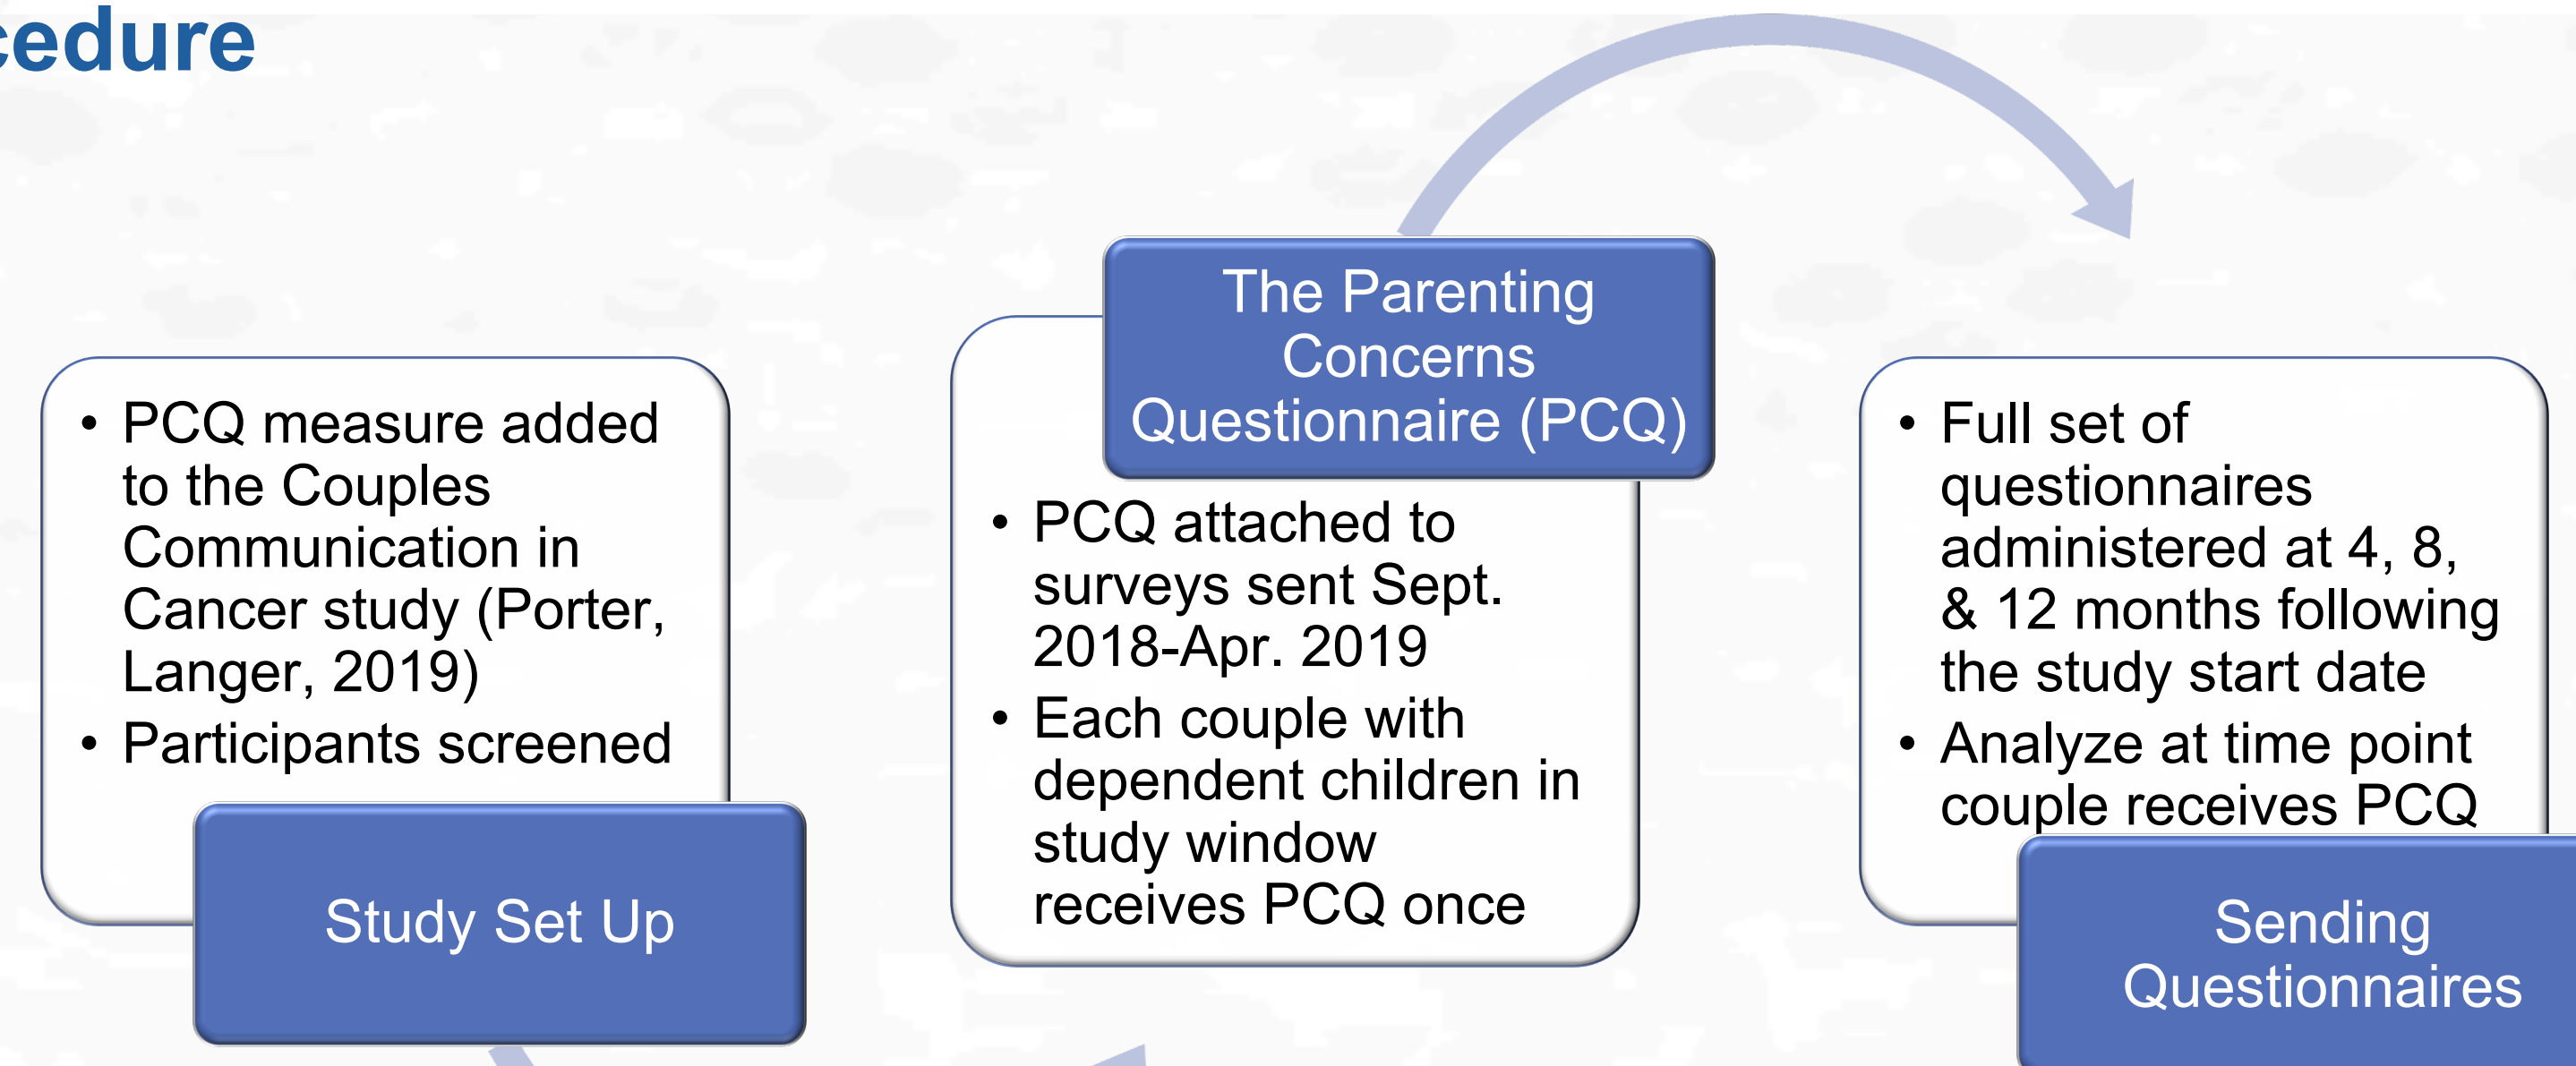 cedure
• PCQ measure added
to the Couples
Communication in
Cancer study (Porter,
Langer, 2019)
• Participants screened
Study Set Up
The Parenting
Concerns
Questionnaire (PCQ)
• PCQ attached to
surveys sent Sept.
2018-Apr. 2019
• Each couple with
dependent children in
study window
receives PCQ once
• Full set of
questionnaires
administered at 4, 8,
& 12 months following
the study start date
• Analyze at time point
couple receives PCQ
Sending
Questionnaires